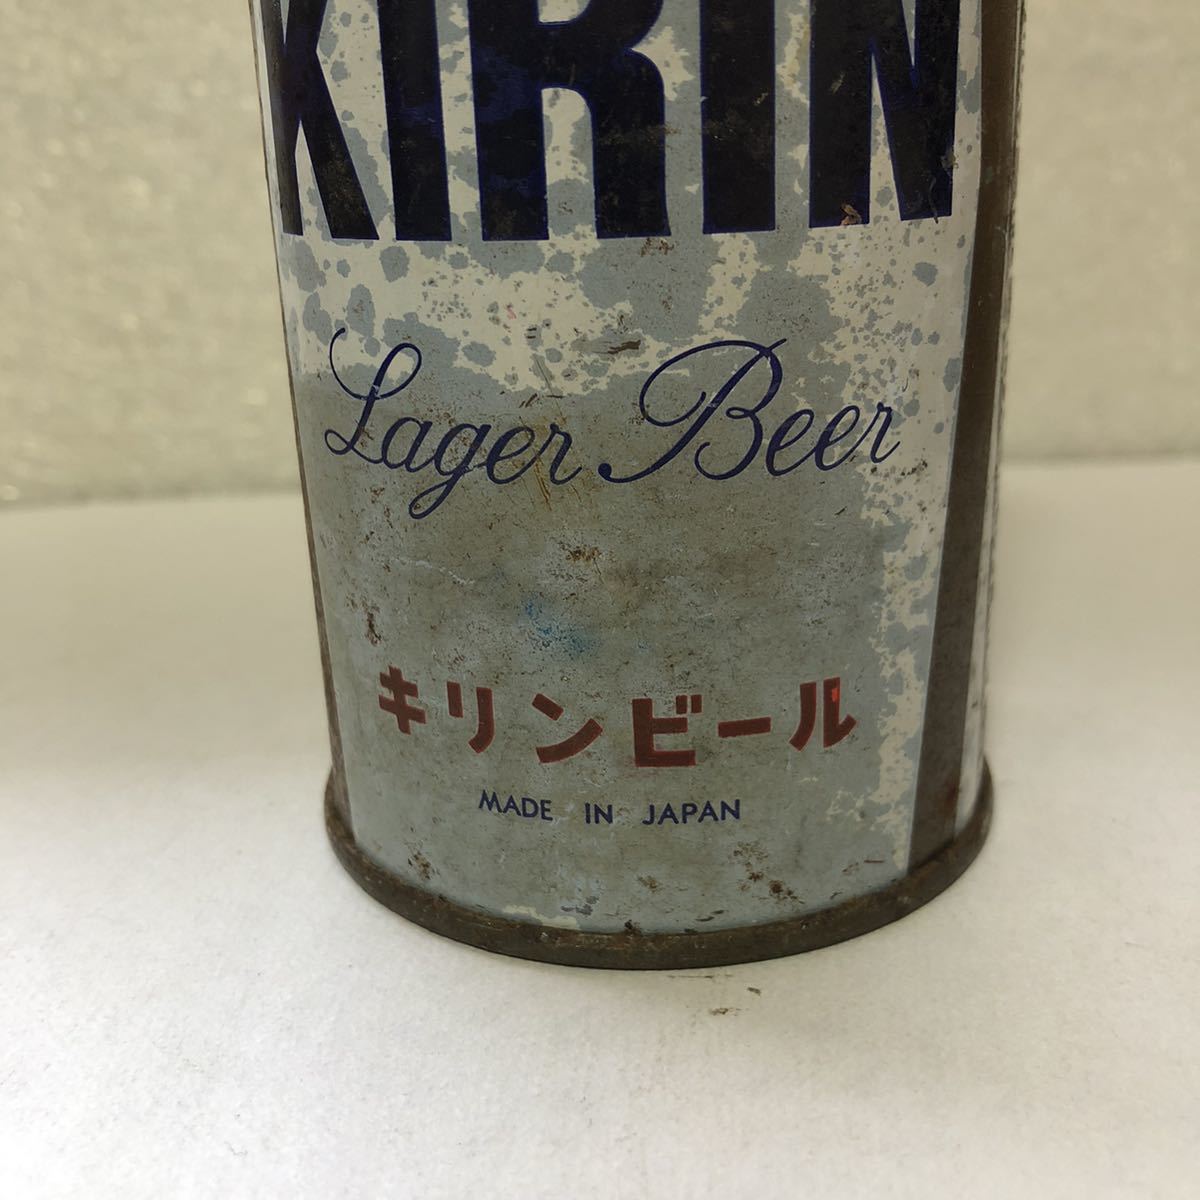 KIRIN
Lager Beer
キリンビール
MADE IN JAPAN